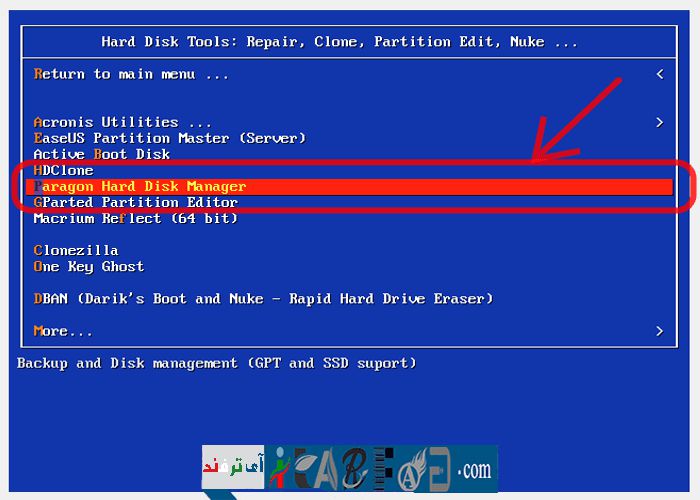 Hard Disk Tools: Repair, Clone, Partition Edit, Nuke ...
Return to main menu ... <
Acronis Utilities ... >
EaseUS Partition Master (Server)
Active Boot Disk
HDClone
Paragon Hard Disk Manager
GParted Partition Editor
Macrium Reflect (64 bit)
Clonezilla
One Key Ghost
DBAN (Darik's Boot and Nuke - Rapid Hard Drive Eraser)
More... >
Backup and Disk management (GPT and SSD suport)
آی ترفند .com